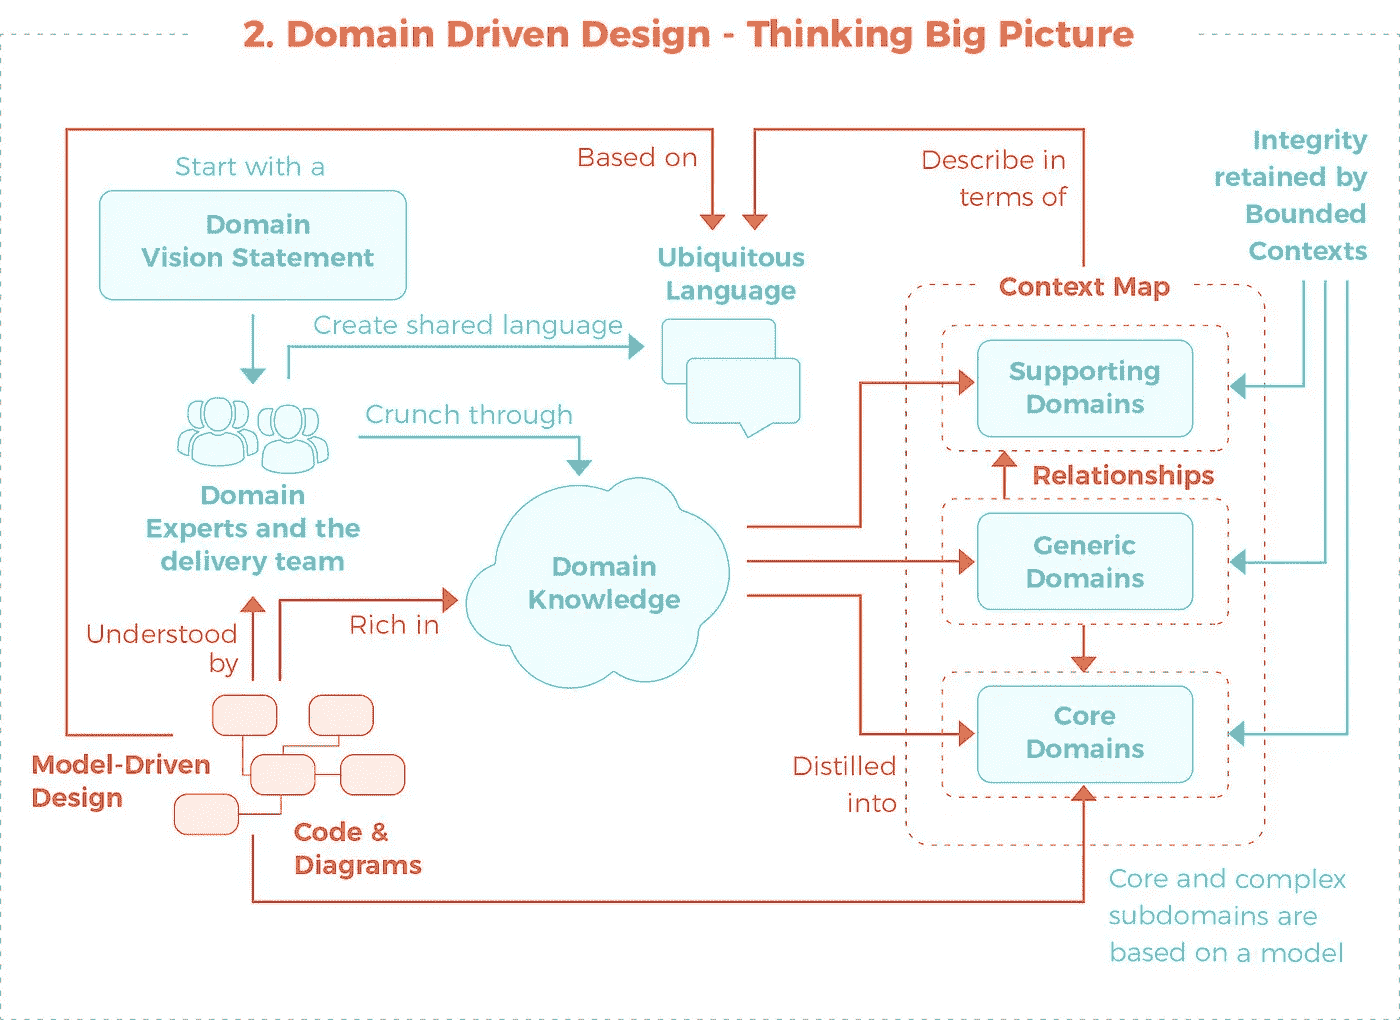 2. Domain Driven Design - Thinking Big Picture
Start with a
Domain
Vision Statement
Based on
Describe in
terms of
Integrity
retained by
Bounded
Contexts
Ubiquitous
Language
Create shared language
Crunch through
Domain
Experts and the
delivery team
Context Map
Supporting
Domains
Relationships
Generic
Domains
Core
Domains
Domain
Knowledge
Understood
by
Rich in
Model-Driven
Design
Code &
Diagrams
Distilled
into
Core and complex
subdomains are
based on a model